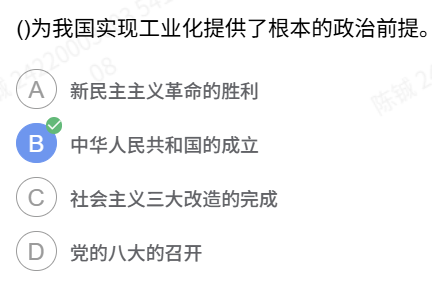 ()为我国实现工业化提供了根本的政治前提。
A 新民主主义革命的胜利
B 中华人民共和国的成立
C 社会主义三大改造的完成
D 党的八大的召开